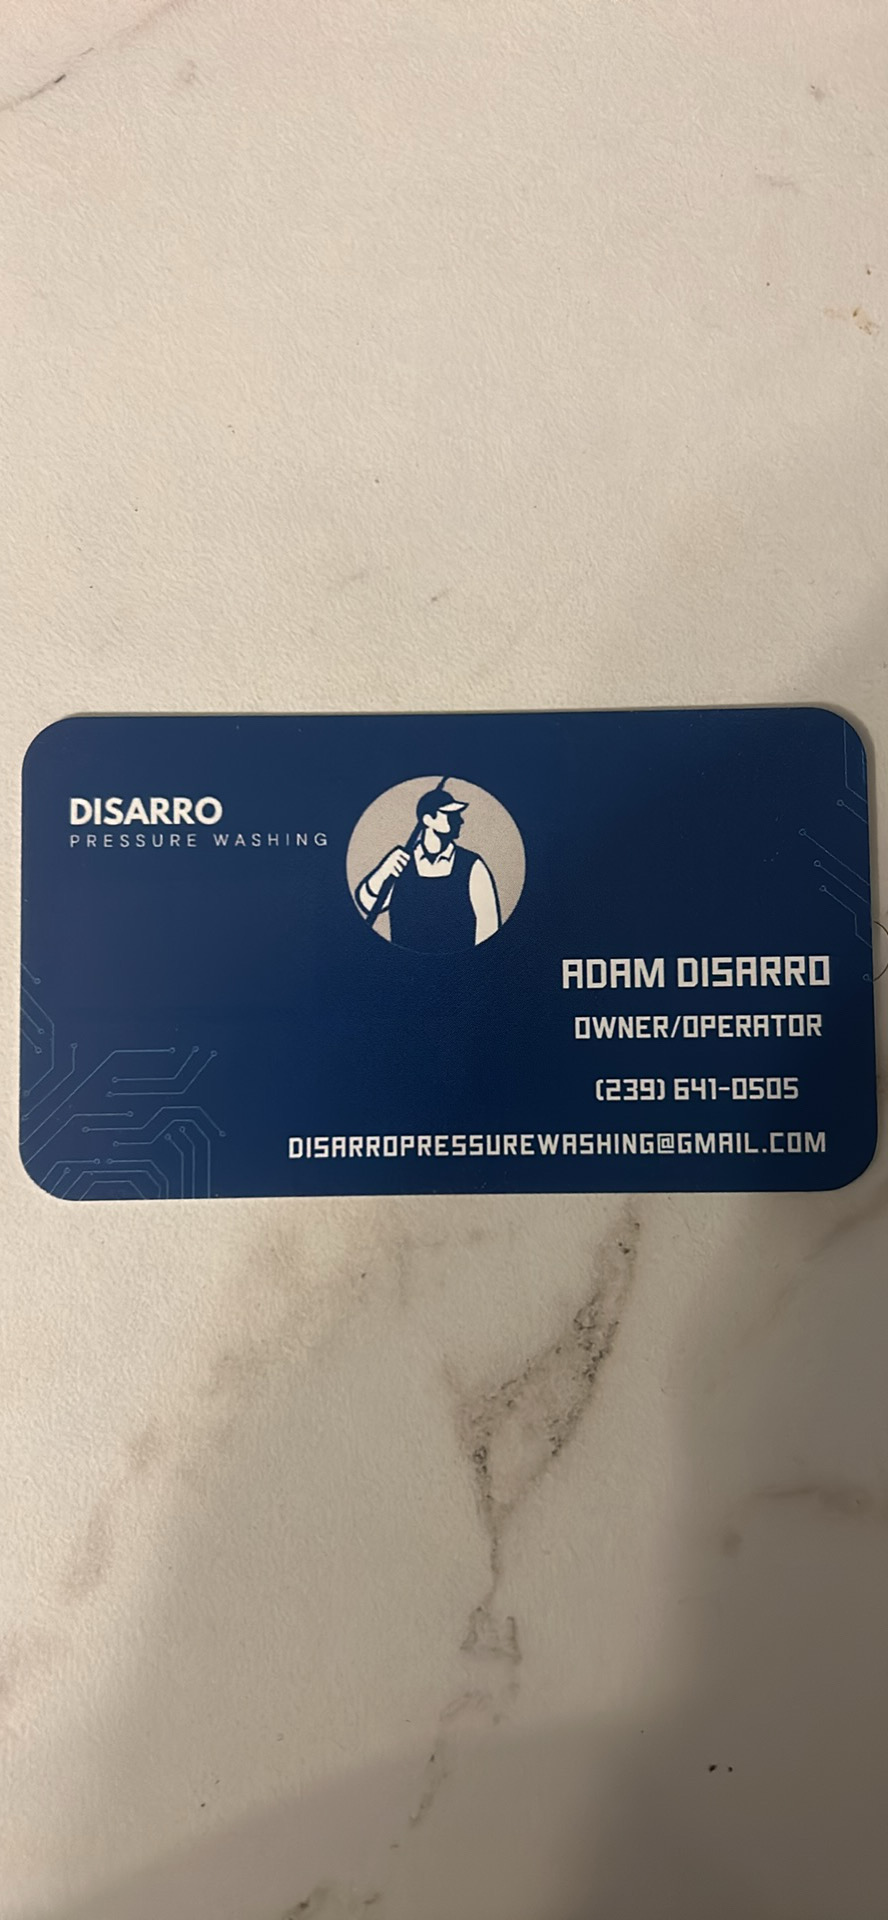 DISARRO
PRESSURE WASHING
ADAM DISARRO
OWNER/OPERATOR
(239) 641-0505
DISARROPRESSUREWASHING@GMAIL.COM